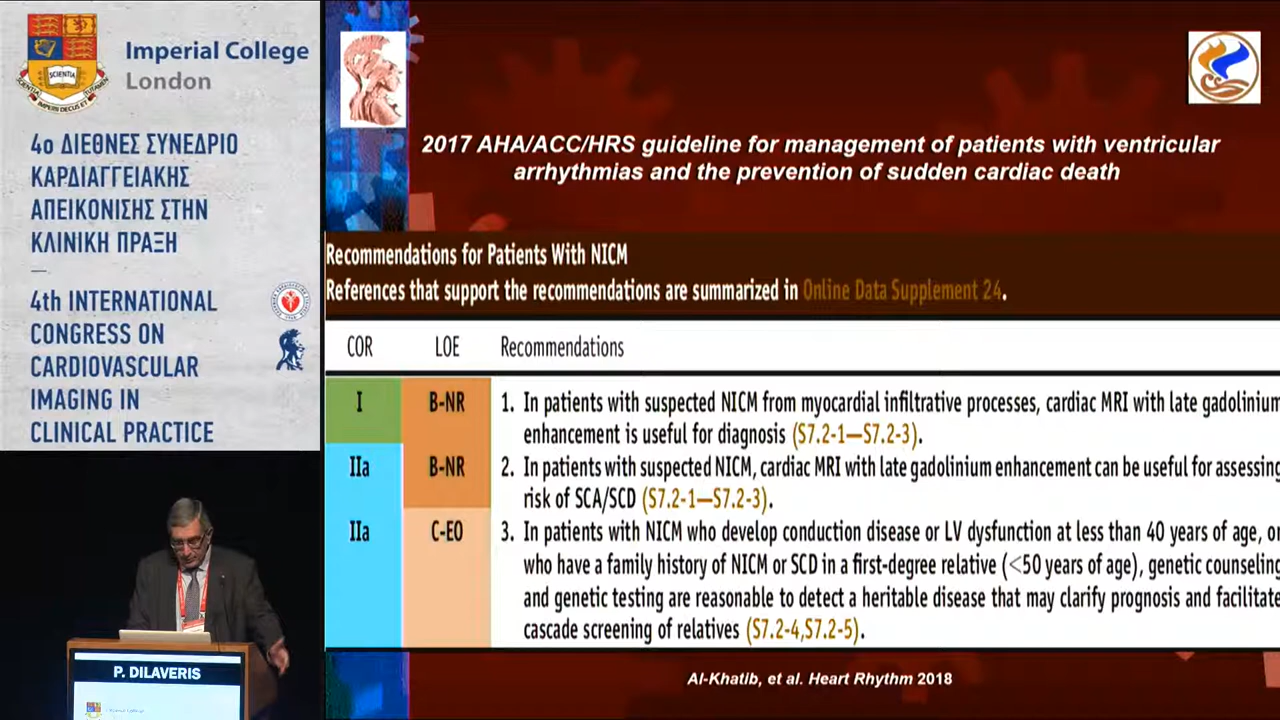 Imperial College
London
SCIENTIA
4ο ΔΙΕΘΝΕΣ ΣΥΝΕΔΡΙΟ
ΚΑΡΔΙΑΓΓΕΙΑΚΗΣ
ΑΠΕΙΚΟΝΙΣΗΣ ΣΤΗΝ
ΚΛΙΝΙΚΗ ΠΡΑΞΗ
4th INTERNATIONAL
CONGRESS ON
CARDIOVASCULAR
IMAGING IN
CLINICAL PRACTICE
P. DILAVERIS
2017 AHA/ACC/HRS guideline for management of patients with ventricular
arrhythmias and the prevention of sudden cardiac death
Recommendations for Patients With NICM
References that support the recommendations are summarized in Online Data Supplement 24.
COR LOE Recommendations
I B-NR 1. In patients with suspected NICM from myocardial infiltrative processes, cardiac MRI with late gadolinium
enhancement is useful for diagnosis (S7.2-1—S7.2-3).
IIa B-NR 2. In patients with suspected NICM, cardiac MRI with late gadolinium enhancement can be useful for assessing
risk of SCA/SCD (S7.2-1—S7.2-3).
IIa C-EO 3. In patients with NICM who develop conduction disease or LV dysfunction at less than 40 years of age, or
who have a family history of NICM or SCD in a first-degree relative (<50 years of age), genetic counseling
and genetic testing are reasonable to detect a heritable disease that may clarify prognosis and facilitate
cascade screening of relatives (S7.2-4,S7.2-5).
Al-Khatib, et al. Heart Rhythm 2018